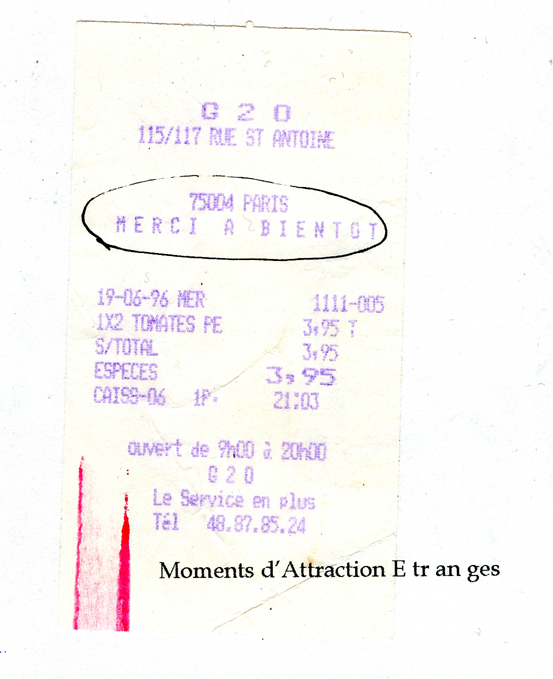 G 2 0
115/117 RUE ST ANTOINE
75004 PARIS
MERCI A BIENTOT
19-06-96 MER 1111-005
1X2 TOMATES PE 3,95 T
S/TOTAL 3,95
ESPECES 3,95
CAISS-06 1P. 21:03
ouvert de 9h00 à 20h00
G 2 0
Le Service en plus
Tél 48.87.85.24
Moments d'Attraction E tr an ges